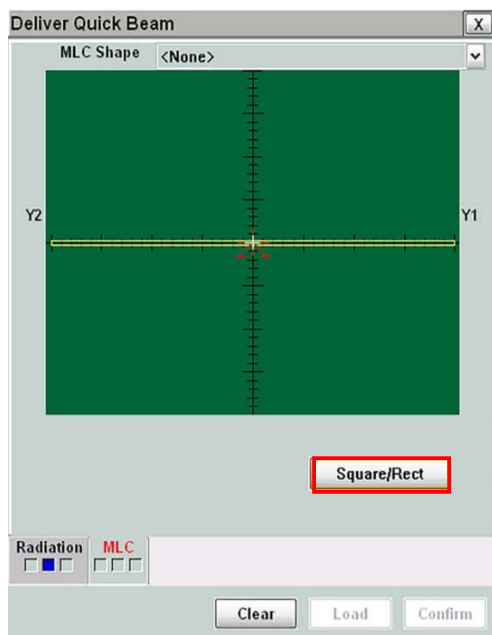 Deliver Quick Beam X
MLC Shape <None>
Y2 Y1
Square/Rect
Radiation MLC
Clear Load Confirm